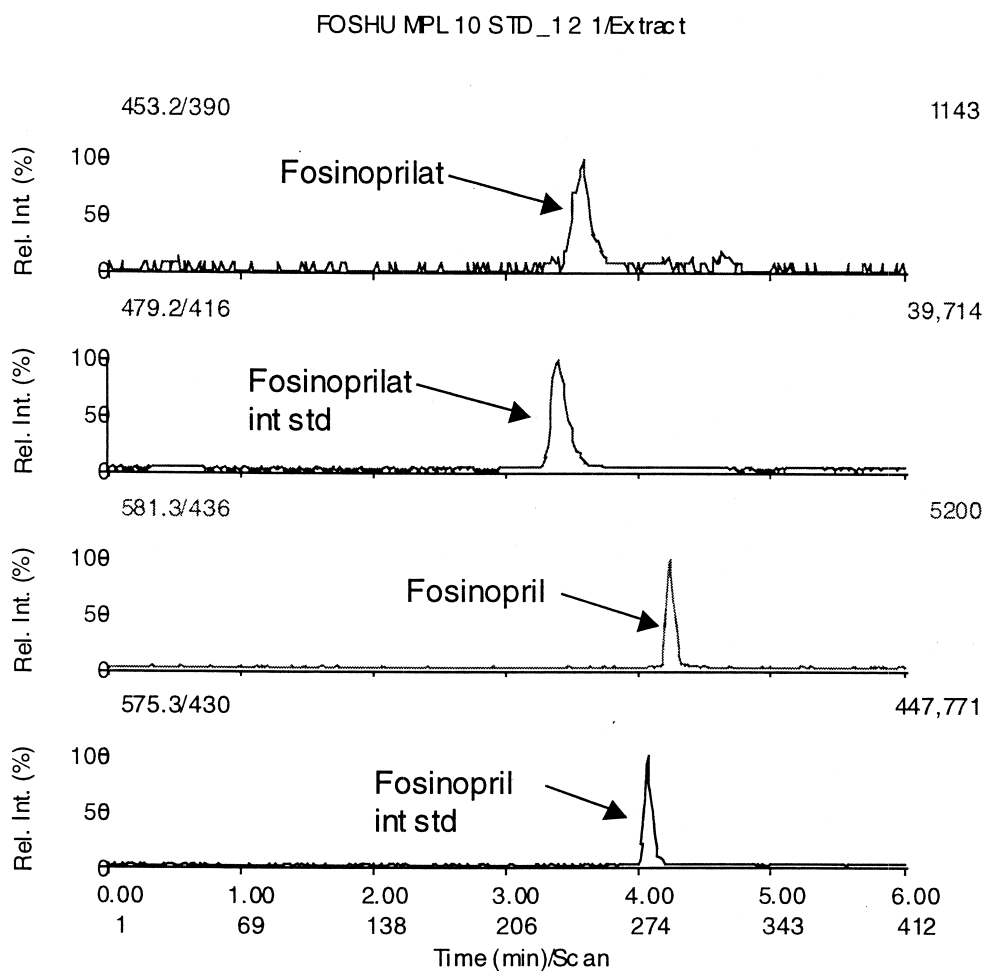 FOSHU MPL 10 STD_1 2 1/Extract
453.2/390 1143
Rel. Int. (%)
100
50
0
Fosinoprilat
479.2/416 39,714
Rel. Int. (%)
100
50
0
Fosinoprilat
int std
581.3/436 5200
Rel. Int. (%)
100
50
0
Fosinopril
575.3/430 447,771
Rel. Int. (%)
100
50
0
Fosinopril
int std
0.00 1.00 2.00 3.00 4.00 5.00 6.00
1 69 138 206 274 343 412
Time (min)/Scan